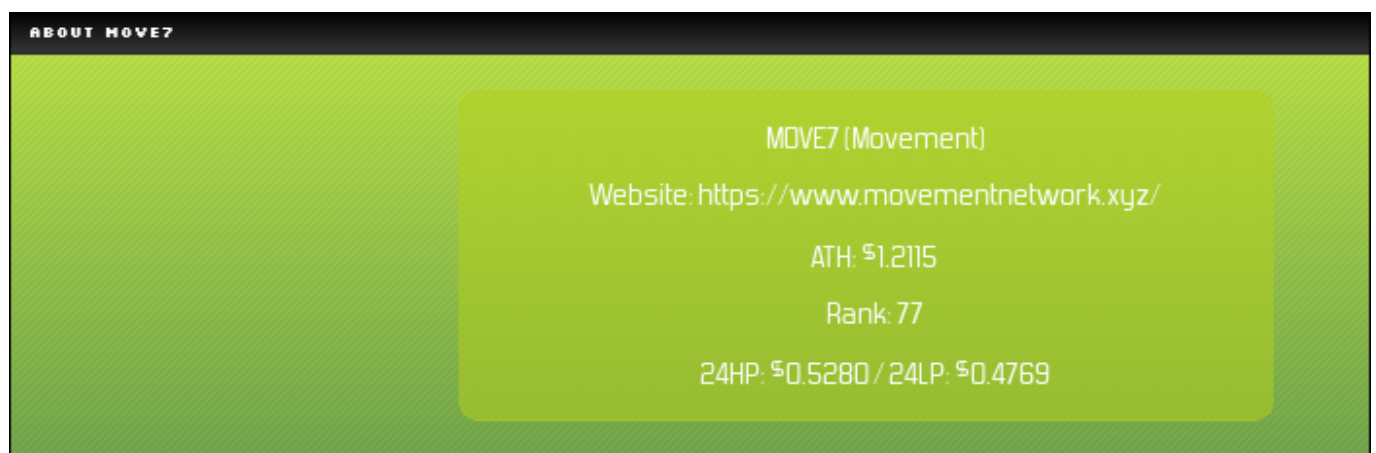 ABOUT MOVE7
MOVE7 (Movement)
Website: https://www.movementnetwork.xyz/
ATH: $1.2115
Rank: 77
24HP: $0.5280 / 24LP: $0.4769